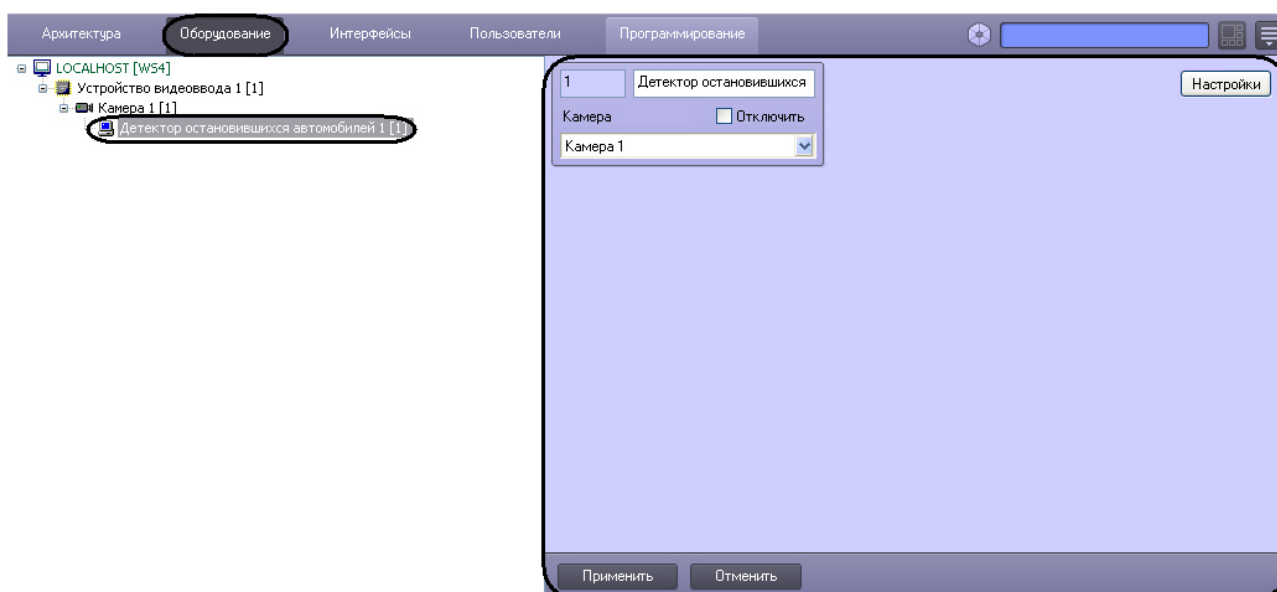 Архитектура Оборудование Интерфейсы Пользователи Программирование
LOCALHOST [WS4]
Устройство видеоввода 1 [1]
Камера 1 [1]
Детектор остановившихся автомобилей 1 [1]
1 Детектор остановившихся
Настройки
Камера Отключить
Камера 1
Применить Отменить